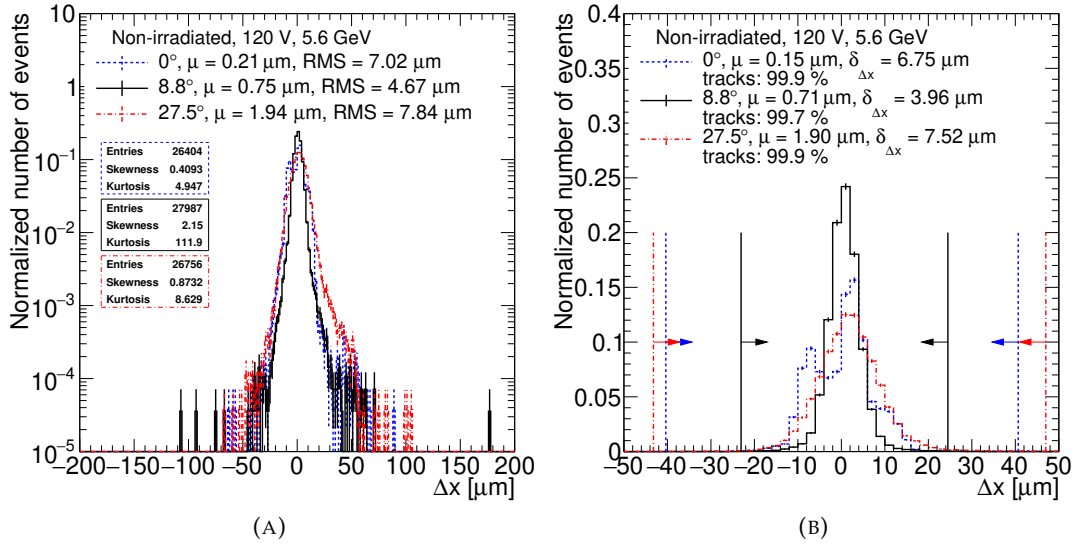 Non-irradiated, 120 V, 5.6 GeV
0°, μ = 0.21 μm, RMS = 7.02 μm
8.8°, μ = 0.75 μm, RMS = 4.67 μm
27.5°, μ = 1.94 μm, RMS = 7.84 μm
Entries 26404
Skewness 0.4093
Kurtosis 4.947
Entries 27987
Skewness 2.15
Kurtosis 111.9
Entries 26756
Skewness 0.8732
Kurtosis 8.629
Normalized number of events
10²
10
1
10⁻¹
10⁻²
10⁻³
10⁻⁴
10⁻⁵
−200 −150 −100 −50 0 50 100 150 200
Δx [μm]
(A)
Non-irradiated, 120 V, 5.6 GeV
0°, μ = 0.15 μm, δΔx = 6.75 μm
tracks: 99.9 %
8.8°, μ = 0.71 μm, δΔx = 3.96 μm
tracks: 99.7 %
27.5°, μ = 1.90 μm, δΔx = 7.52 μm
tracks: 99.9 %
Normalized number of events
0.4
0.35
0.3
0.25
0.2
0.15
0.1
0.05
0
−50 −40 −30 −20 −10 0 10 20 30 40 50
Δx [μm]
(B)